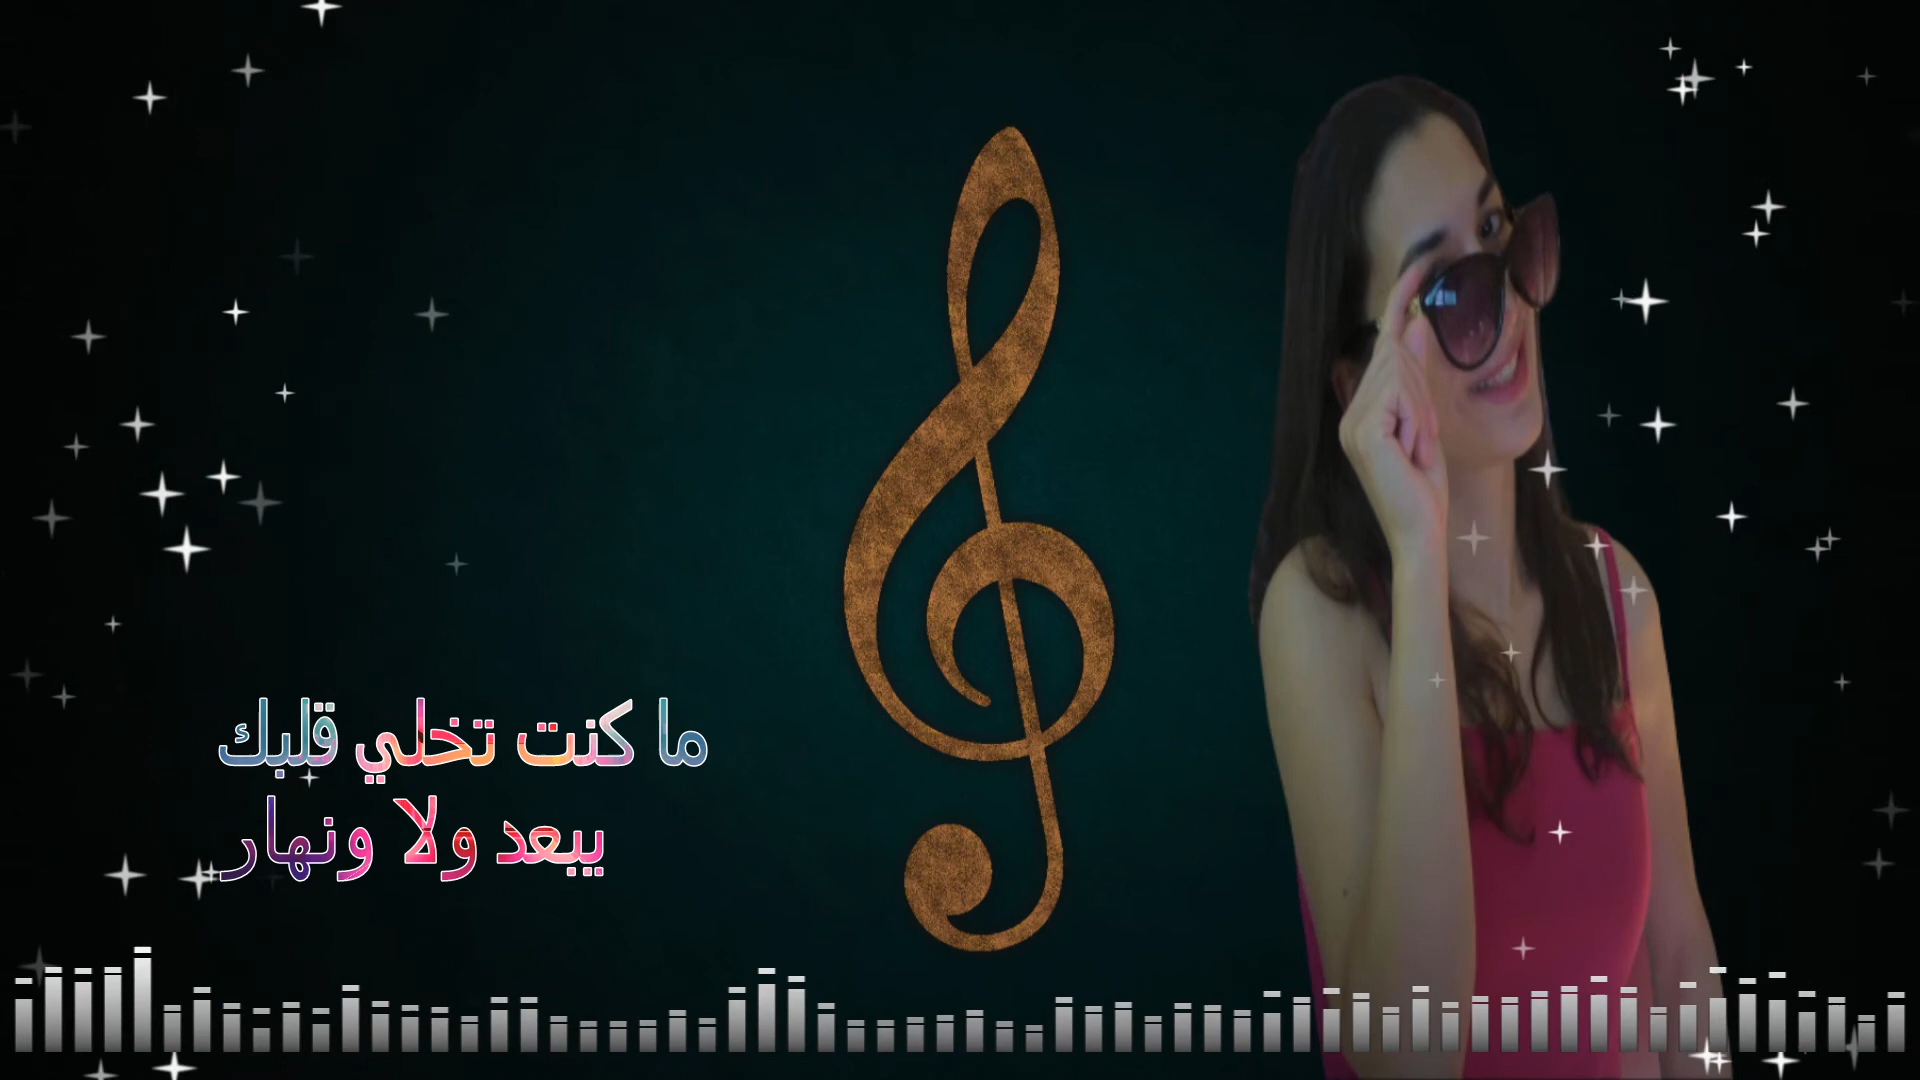 ما كنت تخلي قلبك
يبعد ولا ونهار